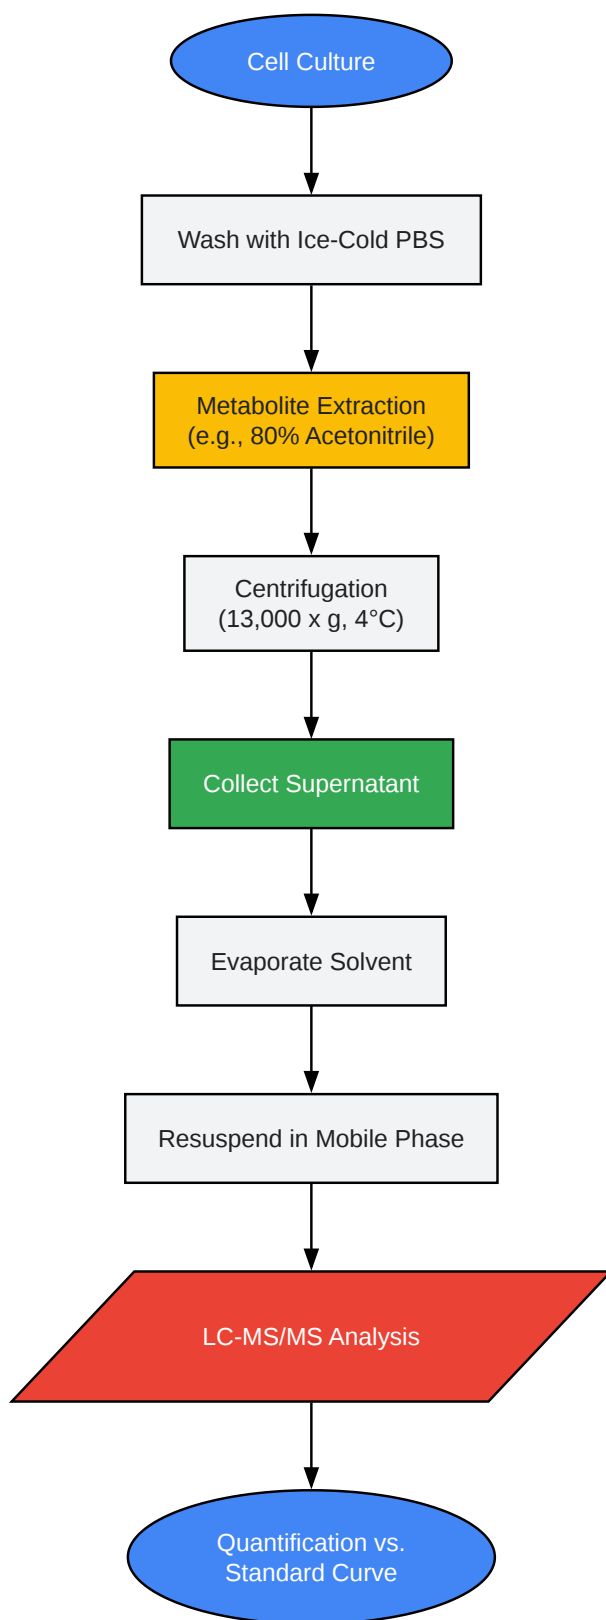 Cell Culture
Wash with Ice-Cold PBS
Metabolite Extraction
(e.g., 80% Acetonitrile)
Centrifugation
(13,000 x g, 4°C)
Collect Supernatant
Evaporate Solvent
Resuspend in Mobile Phase
LC-MS/MS Analysis
Quantification vs.
Standard Curve